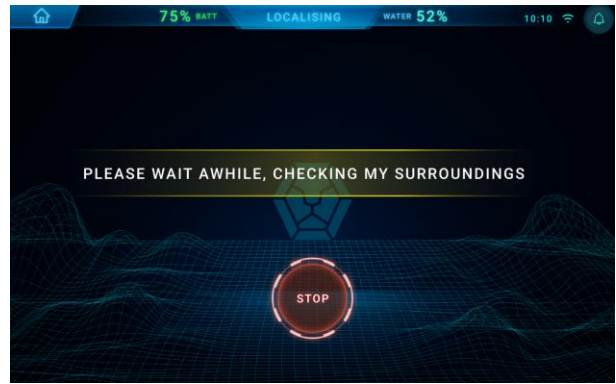 75% BATT LOCALISING WATER 52% 10:10
PLEASE WAIT AWHILE, CHECKING MY SURROUNDINGS
STOP